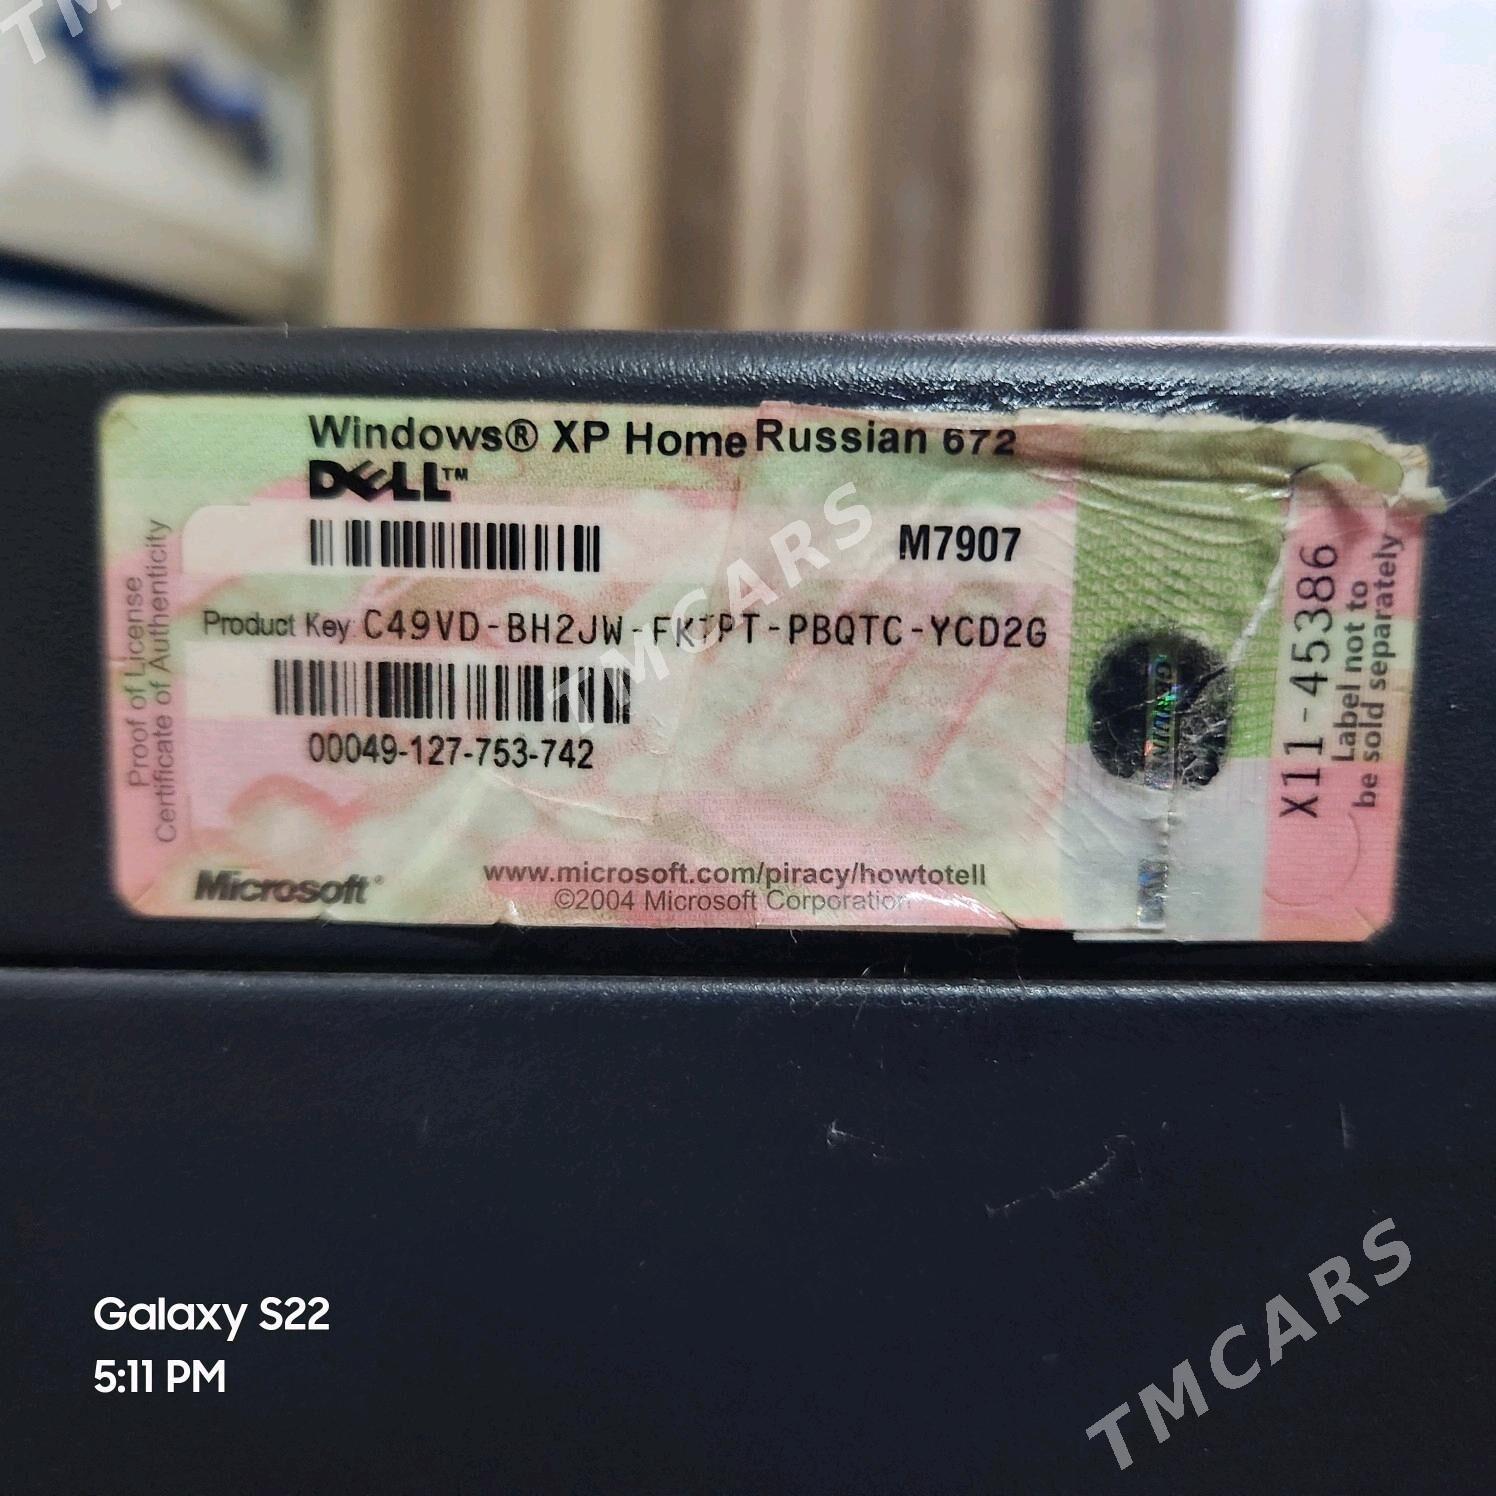 Windows® XP Home Russian 672
DELL™
M7907
Product Key: C49VD-BH2JW- -PBQTC-YCD2G
00049-127-753-742
Proof of License
Certificate of Authenticity
Microsoft®
www.microsoft.com/piracy/howtotell
©2004 Microsoft Corporation
X11-45386
Label not to
be sold separately
TMCARS
TMCARS
Galaxy S22
5:11 PM
TMCARS